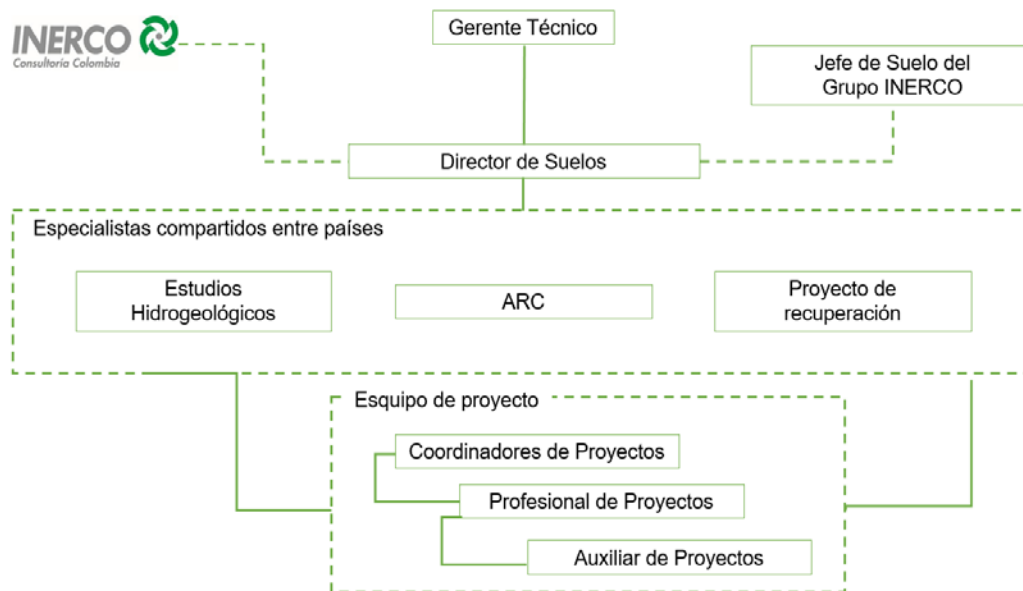 INERCO
Consultoría Colombia
Gerente Técnico
Jefe de Suelo del
Grupo INERCO
Director de Suelos
Especialistas compartidos entre países
Estudios
Hidrogeológicos
ARC
Proyecto de
recuperación
Esquipo de proyecto
Coordinadores de Proyectos
Profesional de Proyectos
Auxiliar de Proyectos